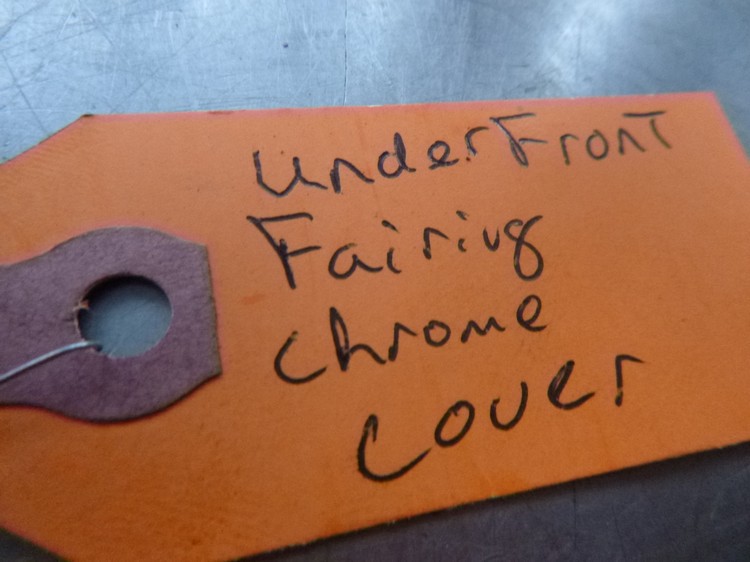 under Front
Fairing
chrome
cover